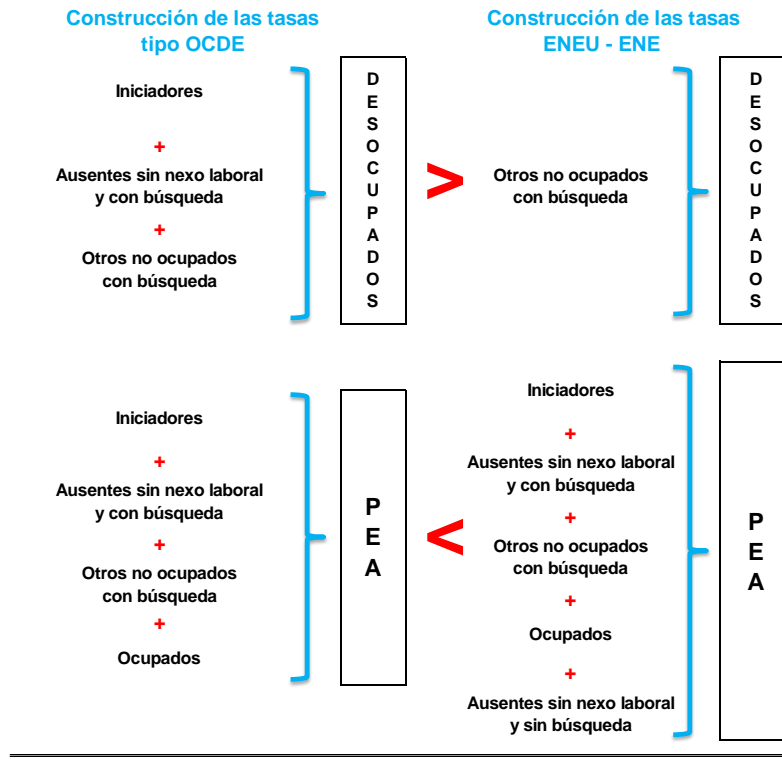 Construcción de las tasas
tipo OCDE
Construcción de las tasas
ENEU - ENE
Iniciadores
+
Ausentes sin nexo laboral
y con búsqueda
+
Otros no ocupados
con búsqueda
D
E
S
O
C
U
P
A
D
O
S
>
Otros no ocupados
con búsqueda
D
E
S
O
C
U
P
A
D
O
S
Iniciadores
+
Ausentes sin nexo laboral
y con búsqueda
+
Otros no ocupados
con búsqueda
+
Ocupados
P
E
A
<
Iniciadores
+
Ausentes sin nexo laboral
y con búsqueda
+
Otros no ocupados
con búsqueda
+
Ocupados
+
Ausentes sin nexo laboral
y sin búsqueda
P
E
A